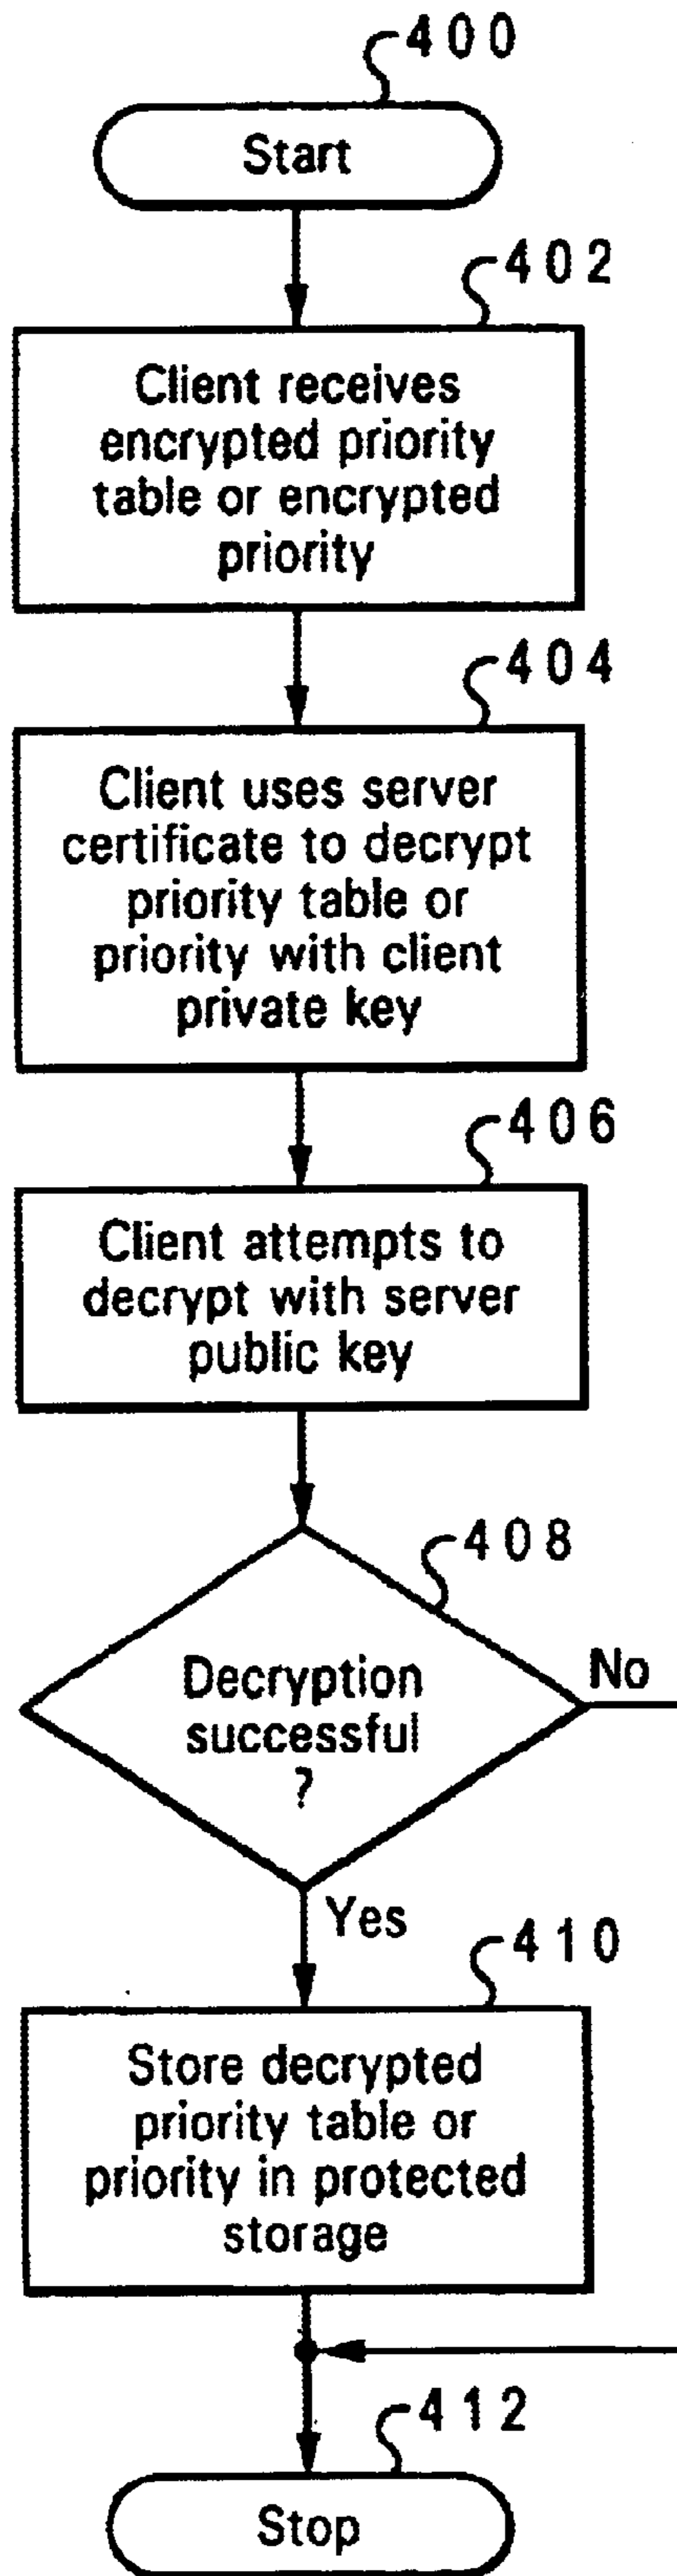 400
Start
402
Client receives
encrypted priority
table or encrypted
priority
404
Client uses server
certificate to decrypt
priority table or
priority with client
private key
406
Client attempts to
decrypt with server
public key
408
Decryption
successful
?
No
Yes
410
Store decrypted
priority table or
priority in protected
storage
412
Stop